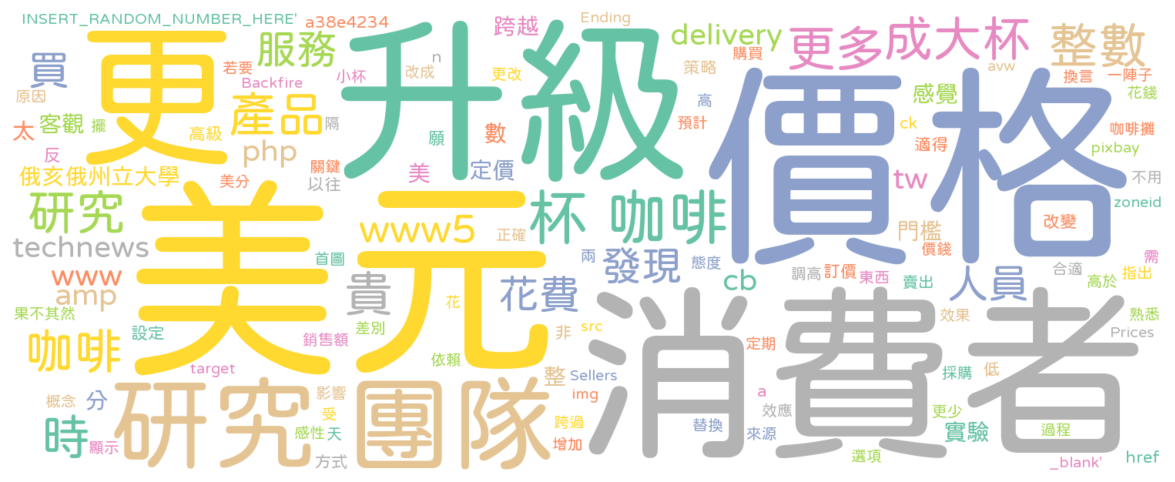 INSERT_RANDOM_NUMBER_HERE'
a38e4234
跨越
Ending
更
升級
服務
n
改成
更改
delivery
購買
更多
成大杯
整數
avw
換言
一陣子
策略
買
原因
若要
Backfire
小杯
花錢
太
客觀
擺
高級
產品
隔
願
數
高
預計
價格
感覺
ck
適得
咖啡攤
pixbay
反
php
關鍵
俄亥俄州立大學
美分
以往
美
定價
tw
不用
zoneid
研究
美元
www5
正確
杯
咖啡
門檻
價錢
改變
technews
首圖
兩
發現
態度
調高
訂價
東西
賣出
人員
合適
需
高於
指出
www
amp
貴
花費
cb
果不其然
設定
銷售額
差別
花
非
src
消費者
效果
熟悉
Prices
咖啡
target
依賴
整
Sellers
img
定期
a
採購
低
概念
分
研究
團隊
影響
受
感性
天
跨過
增加
替換
效應
來源
更少
實驗
過程
時
顯示
方式
選項
_blank'
href